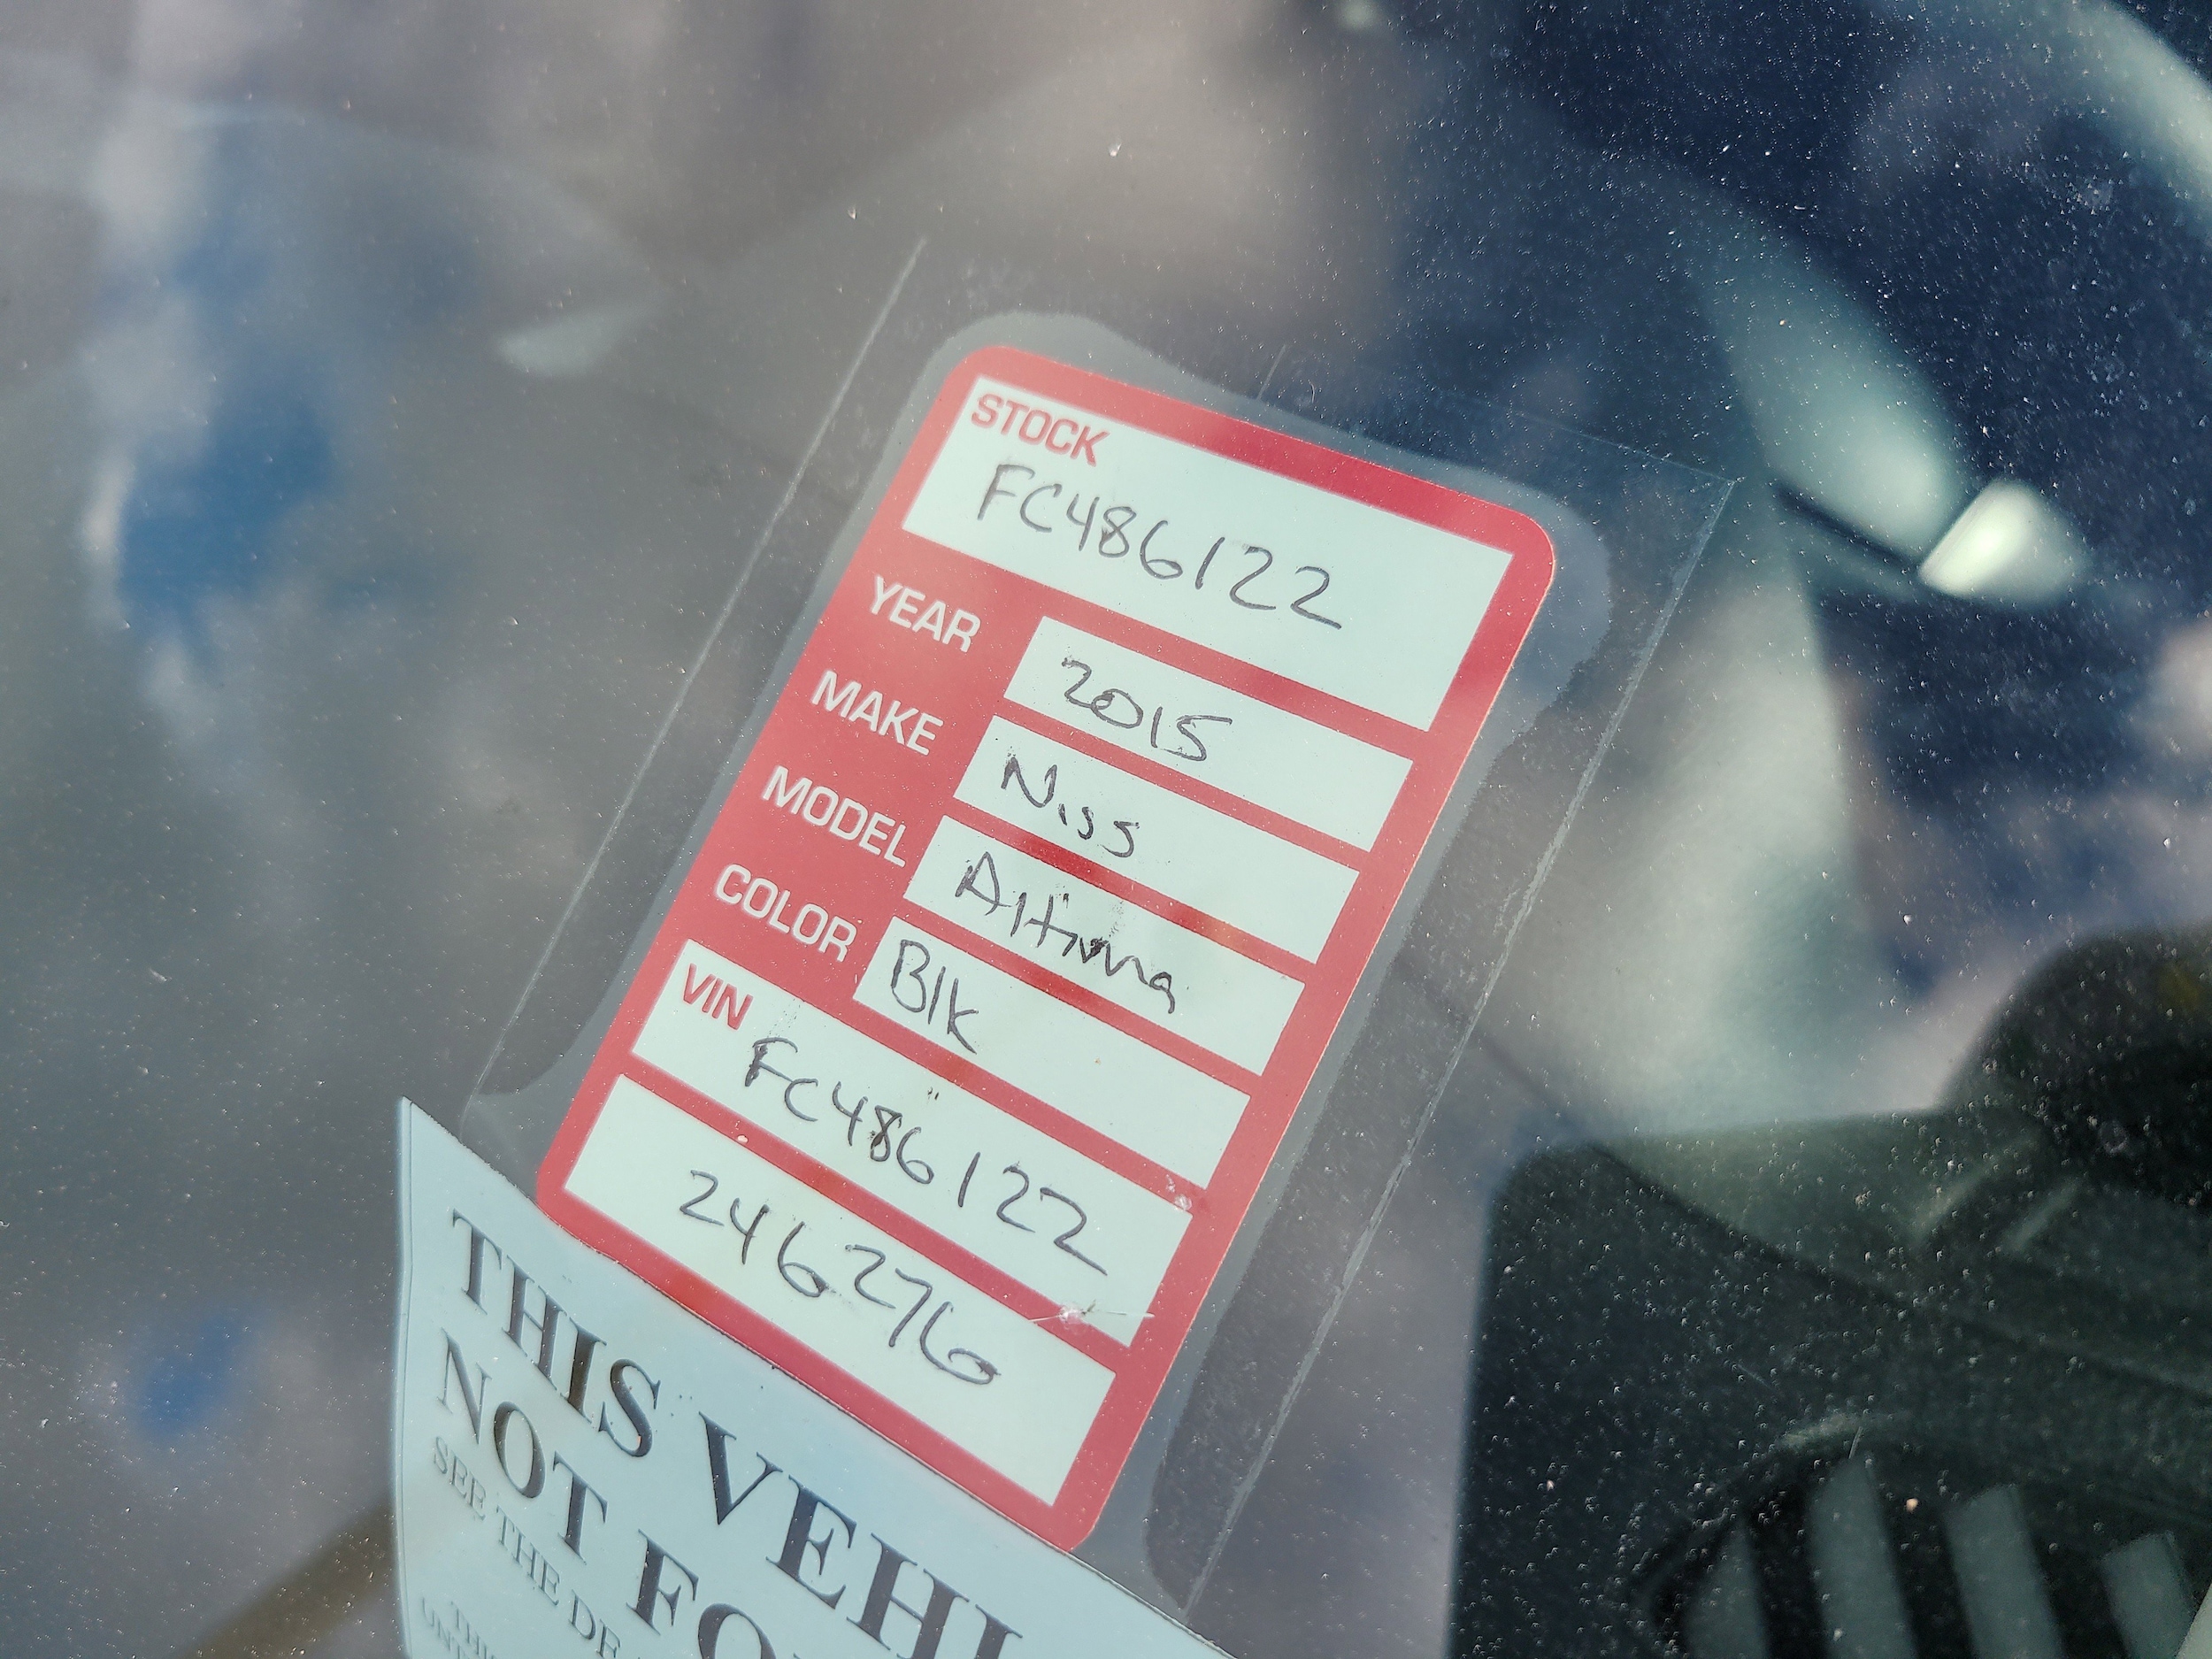 STOCK
FC486122
YEAR 2015
MAKE Niss
MODEL Altima
COLOR Blk
VIN
FC486122
246276
THIS VEHI
NOT FO
SEE THE DE